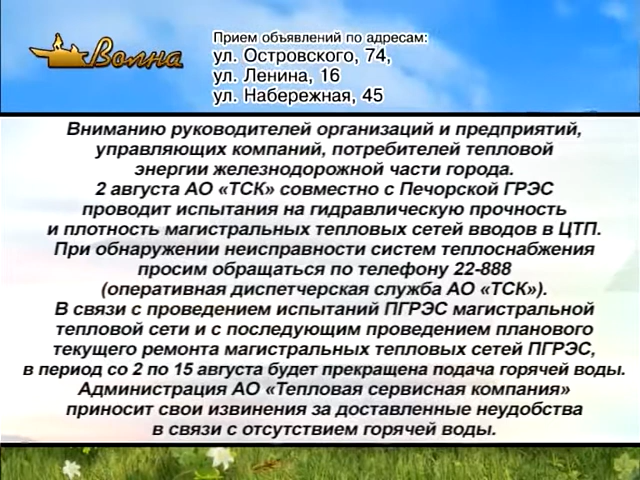 Волна
Прием объявлений по адресам:
ул. Островского, 74,
ул. Ленина, 16
ул. Набережная, 45
Вниманию руководителей организаций и предприятий,
управляющих компаний, потребителей тепловой
энергии железнодорожной части города.
2 августа АО «ТСК» совместно с Печорской ГРЭС
проводит испытания на гидравлическую прочность
и плотность магистральных тепловых сетей вводов в ЦТП.
При обнаружении неисправности систем теплоснабжения
просим обращаться по телефону 22-888
(оперативная диспетчерская служба АО «ТСК»).
В связи с проведением испытаний ПГРЭС магистральной
тепловой сети и с последующим проведением планового
текущего ремонта магистральных тепловых сетей ПГРЭС,
в период со 2 по 15 августа будет прекращена подача горячей воды.
Администрация АО «Тепловая сервисная компания»
приносит свои извинения за доставленные неудобства
в связи с отсутствием горячей воды.